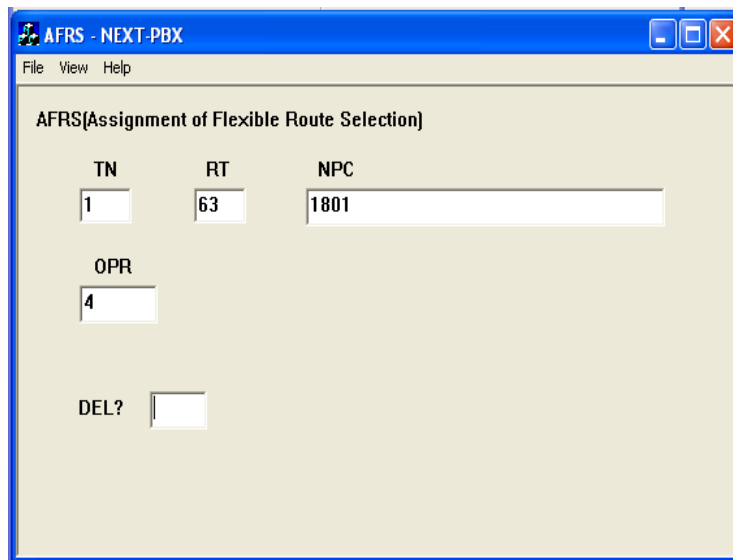 AFRS - NEXT-PBX
File View Help
AFRS(Assignment of Flexible Route Selection)
TN RT NPC
1 63 1801
OPR
4
DEL?